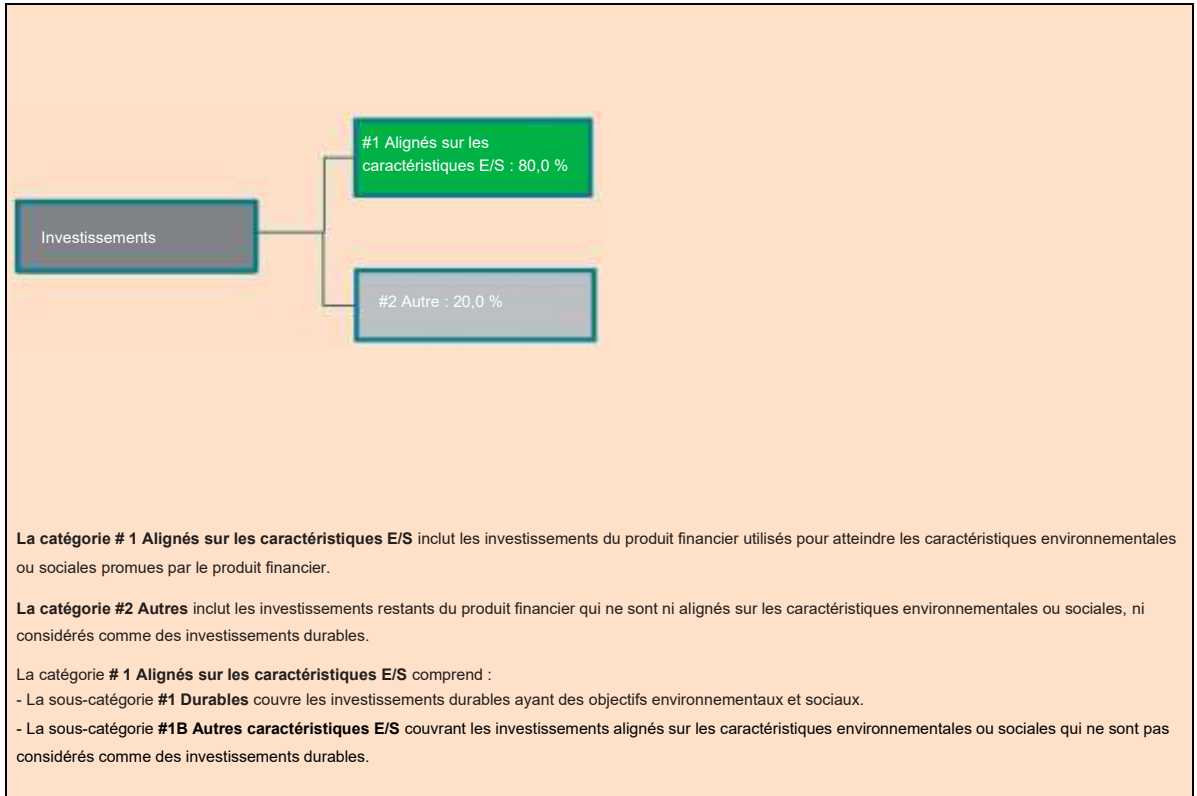 #1 Alignés sur les
caractéristiques E/S : 80,0 %
Investissements
#2 Autre : 20,0 %
La catégorie # 1 Alignés sur les caractéristiques E/S inclut les investissements du produit financier utilisés pour atteindre les caractéristiques environnementales
ou sociales promues par le produit financier.
La catégorie #2 Autres inclut les investissements restants du produit financier qui ne sont ni alignés sur les caractéristiques environnementales ou sociales, ni
considérés comme des investissements durables.
La catégorie # 1 Alignés sur les caractéristiques E/S comprend :
- La sous-catégorie #1 Durables couvre les investissements durables ayant des objectifs environnementaux et sociaux.
- La sous-catégorie #1B Autres caractéristiques E/S couvrant les investissements alignés sur les caractéristiques environnementales ou sociales qui ne sont pas
considérés comme des investissements durables.